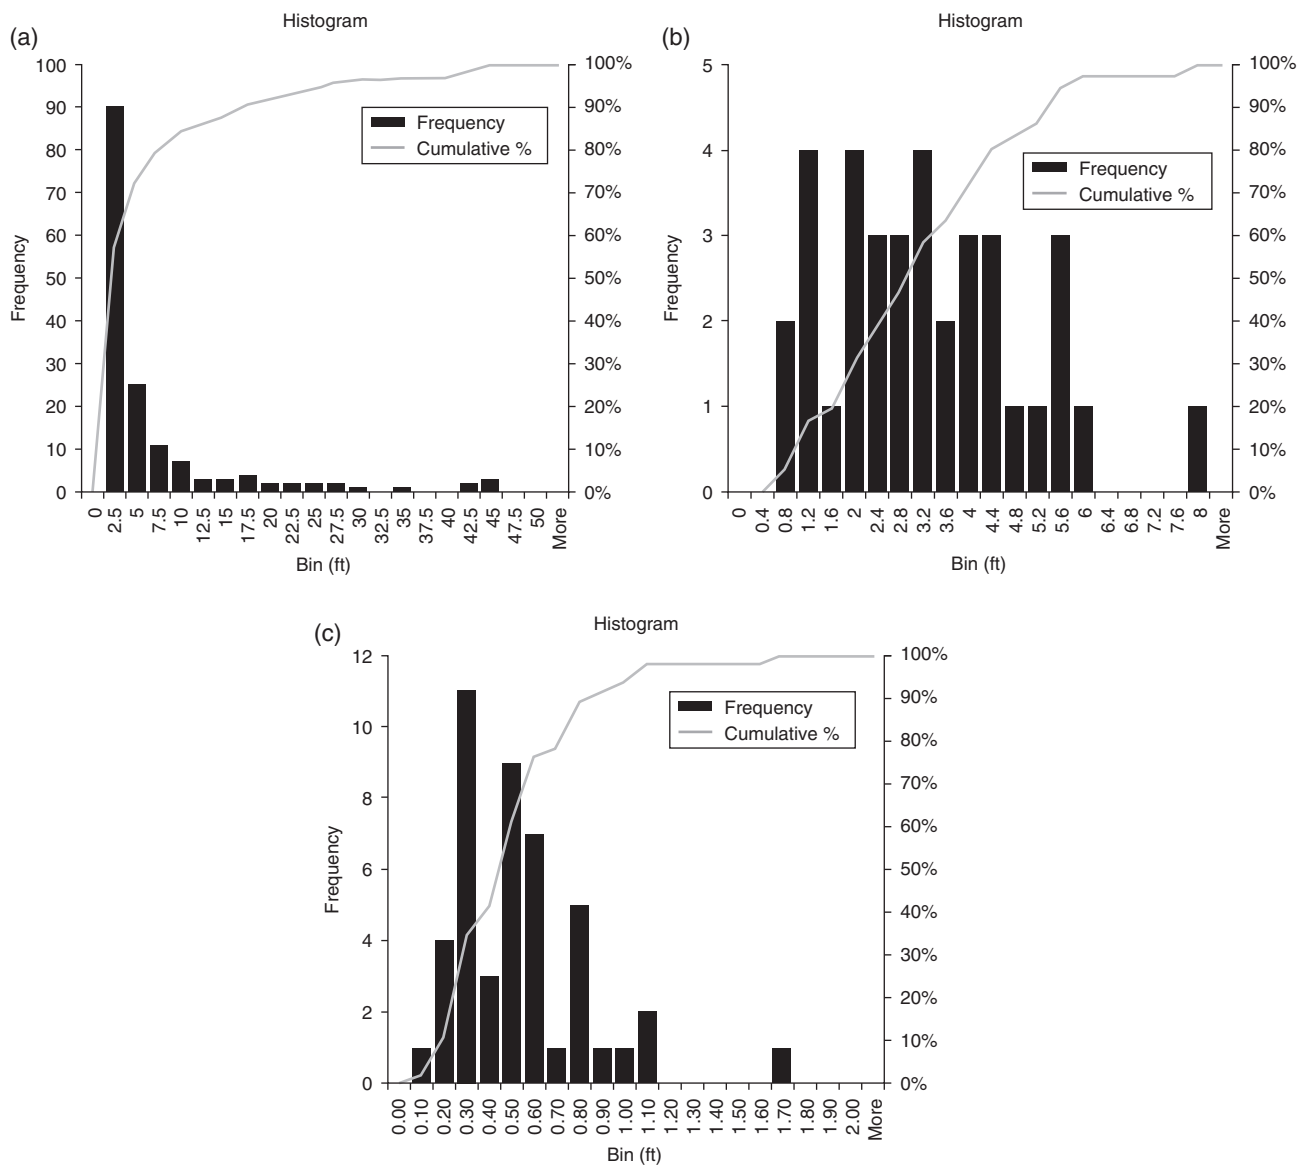 (a)
Histogram
100
90
80
70
60
50
40
30
20
10
0
Frequency
100%
90%
80%
70%
60%
50%
40%
30%
20%
10%
0%
Frequency
Cumulative %
0 2.5 5 7.5 10 12.5 15 17.5 20 22.5 25 27.5 30 32.5 35 37.5 40 42.5 45 47.5 50 More
Bin (ft)
(b)
Histogram
5
4
3
2
1
0
Frequency
100%
90%
80%
70%
60%
50%
40%
30%
20%
10%
0%
Frequency
Cumulative %
0 0.4 0.8 1.2 1.6 2 2.4 2.8 3.2 3.6 4 4.4 4.8 5.2 5.6 6 6.4 6.8 7.2 7.6 8 More
Bin (ft)
(c)
Histogram
12
10
8
6
4
2
0
Frequency
100%
90%
80%
70%
60%
50%
40%
30%
20%
10%
0%
Frequency
Cumulative %
0.00 0.10 0.20 0.30 0.40 0.50 0.60 0.70 0.80 0.90 1.00 1.10 1.20 1.30 1.40 1.50 1.60 1.70 1.80 1.90 2.00 More
Bin (ft)